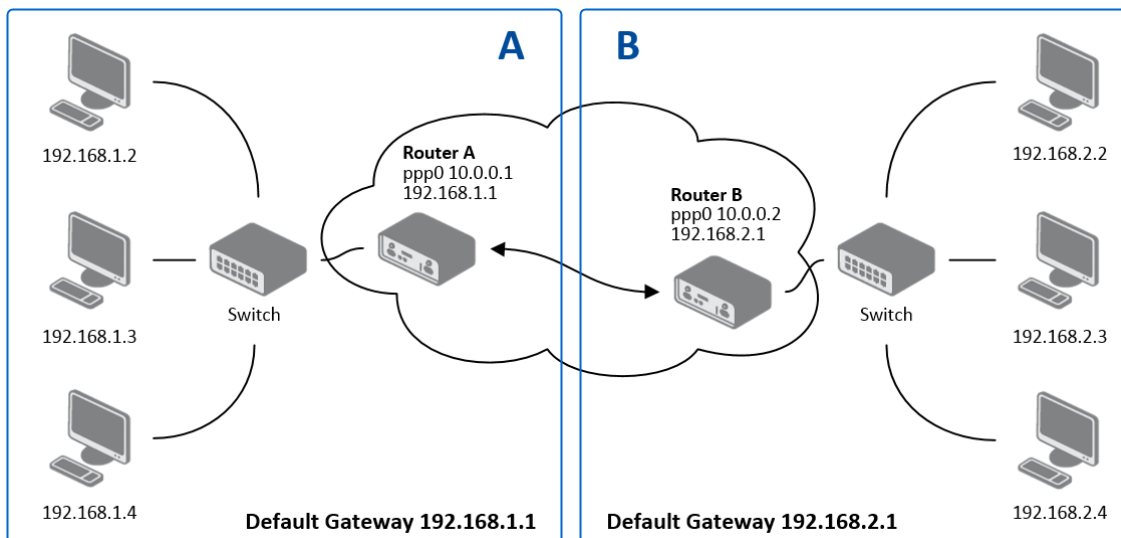 A
B
192.168.1.2
Router A
ppp0 10.0.0.1
192.168.1.1
Router B
ppp0 10.0.0.2
192.168.2.1
192.168.2.2
192.168.1.3
Switch
Switch
192.168.2.3
192.168.1.4
Default Gateway 192.168.1.1
Default Gateway 192.168.2.1
192.168.2.4